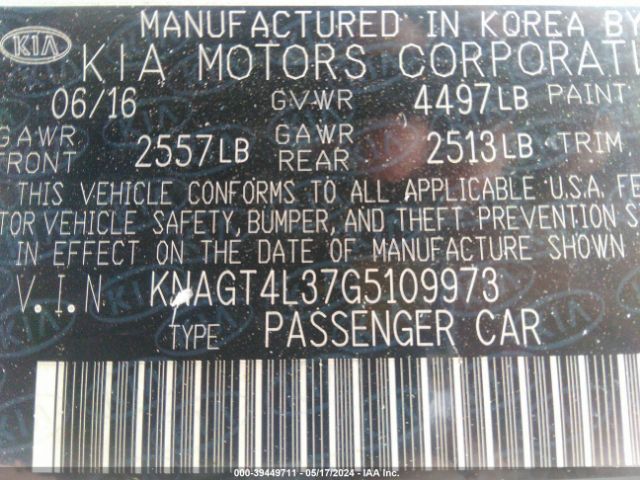 MANUFACTURED IN KOREA BY
KIA
KIA MOTORS CORPORATI
06/16 GVWR 4497LB PAINT
GAWR FRONT 2557LB GAWR REAR 2513LB TRIM
THIS VEHICLE CONFORMS TO ALL APPLICABLE U.S.A. FE
TOR VEHICLE SAFETY, BUMPER, AND THEFT PREVENTION S
IN EFFECT ON THE DATE OF MANUFACTURE SHOWN
V.I.N KNAGT4L37G5109973
TYPE PASSENGER CAR
000-39449711 - 05/17/2024 - IAA Inc.